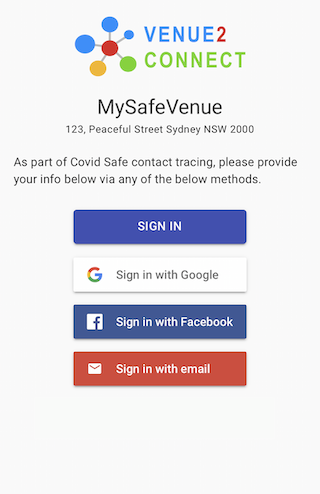 VENUE2
CONNECT
MySafeVenue
123, Peaceful Street Sydney NSW 2000
As part of Covid Safe contact tracing, please provide
your info below via any of the below methods.
SIGN IN
Sign in with Google
Sign in with Facebook
Sign in with email